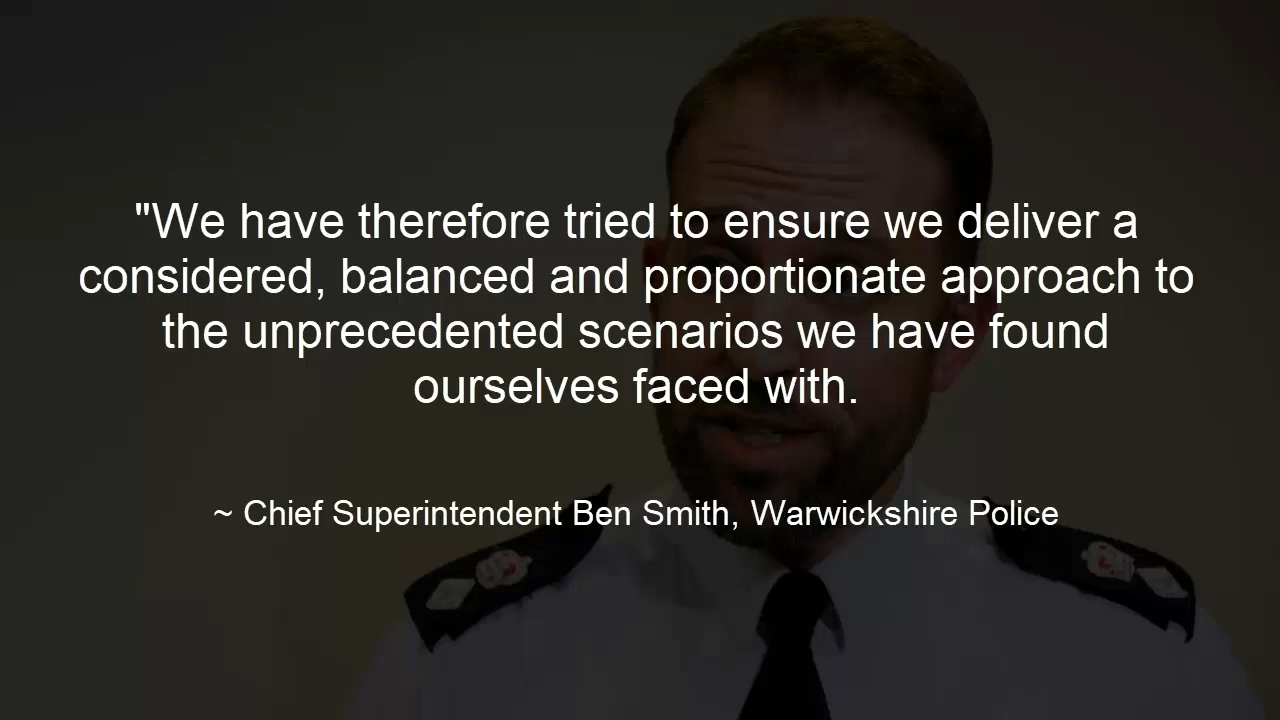 "We have therefore tried to ensure we deliver a
considered, balanced and proportionate approach to
the unprecedented scenarios we have found
ourselves faced with.
~ Chief Superintendent Ben Smith, Warwickshire Police